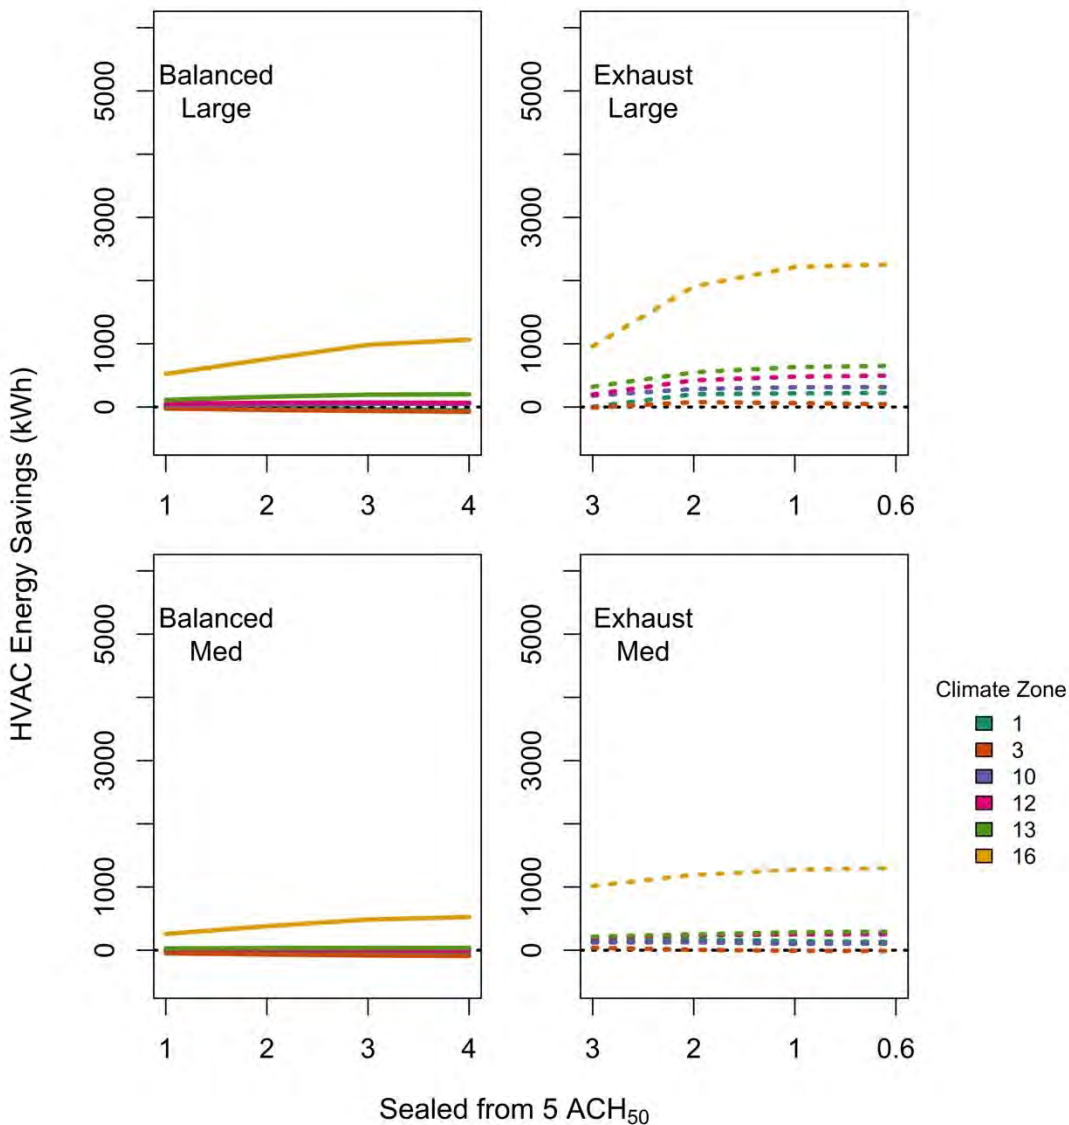 HVAC Energy Savings (kWh)
Balanced
Large
5000
3000
1000
0
1 2 3 4
Exhaust
Large
5000
3000
1000
0
3 2 1 0.6
Balanced
Med
5000
3000
1000
0
1 2 3 4
Exhaust
Med
5000
3000
1000
0
3 2 1 0.6
Climate Zone
1
3
10
12
13
16
Sealed from 5 ACH₅₀